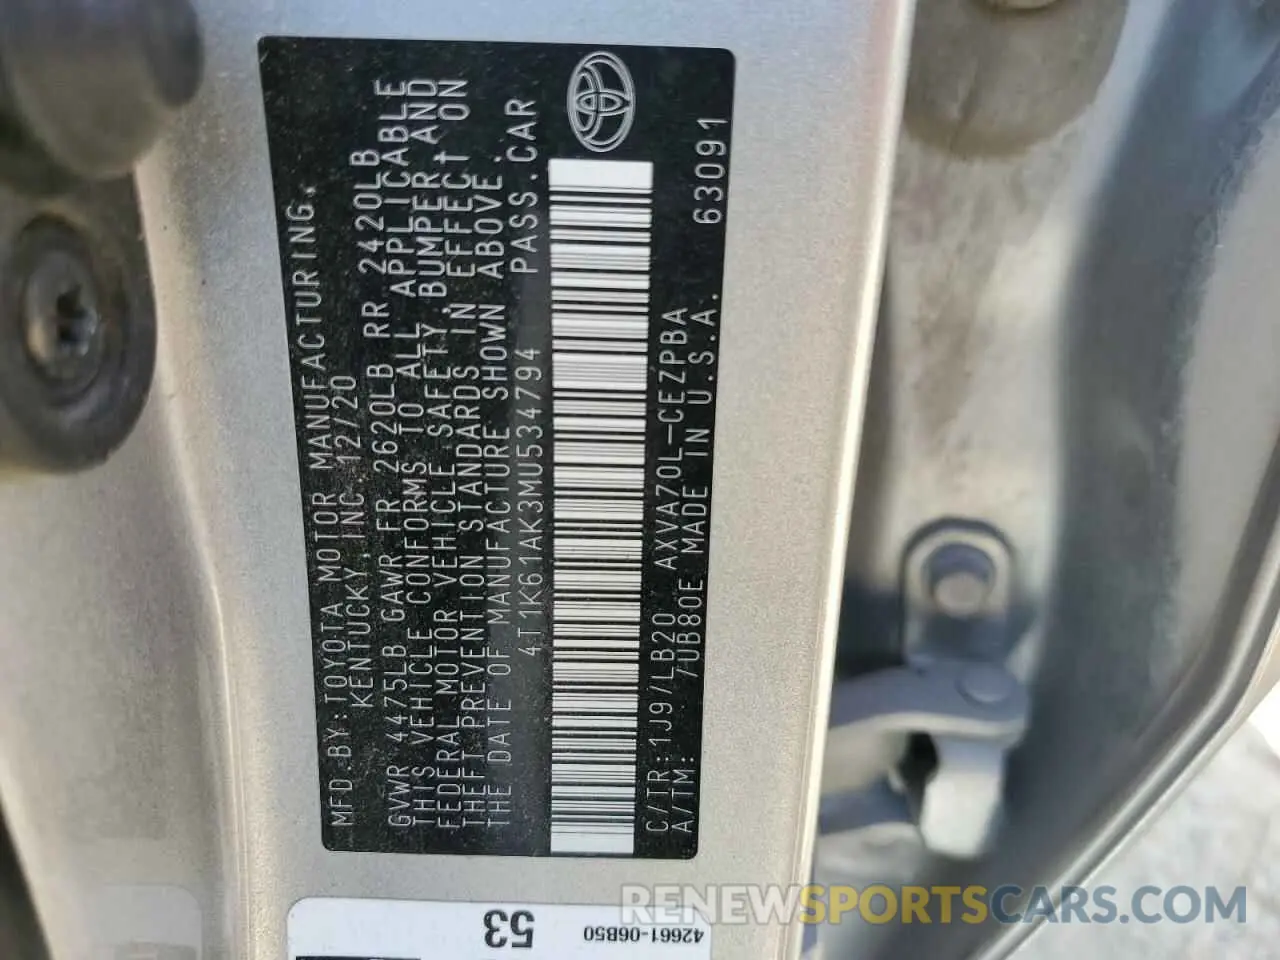 MFD.BY:TOYOTA MOTOR MANUFACTURING.
KENTUCKY,INC. 12/20
GVWR 4475LB GAWR FR 2620LB RR 2420LB
THIS VEHICLE CONFORMS TO ALL APPLICABLE
FEDERAL MOTOR VEHICLE SAFETY,BUMPER,AND
THEFT PREVENTION STANDARDS IN EFFECT ON
THE DATE OF MANUFACTURE SHOWN ABOVE.
4T1K61AK3MU534794 PASS.CAR
C/TR:1J9/LB20 AXVA70L-CEZPBA
A/TM: /UB80E MADE IN U.S.A. 63091
53
42661-06B50
RENEWSPORTSCARS.COM